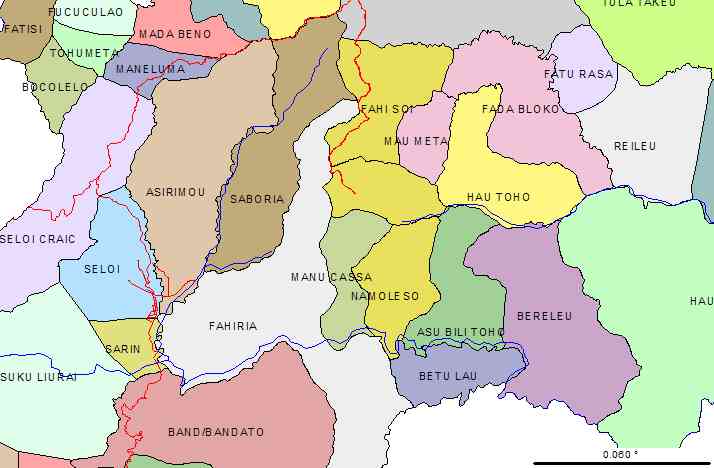 TULA TAKEU
FUCUCULAO
FATISI
MADA BENO
TOHUMETA
MANELUMA
FATU RASA
BOCOLELO
FAHI SOI
FADA BLOKO
MAU META
REILEU
ASIRIMOU
SABORIA
HAU TOHO
SELOI CRAIC
SELOI
MANU CASSA
NAMOLESO
HAU
BERELEU
FAHIRIA
ASU BILI TOHO
SARIN
SUKU LIURAI
BETU LAU
BAND/BANDATO
0.060 °